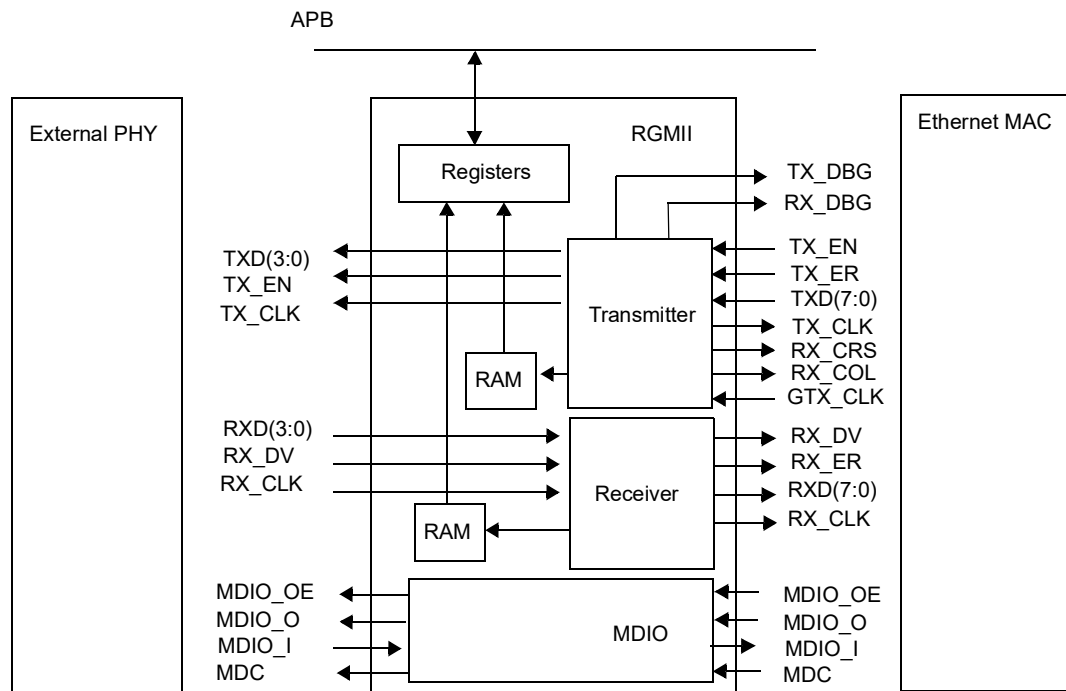 APB
External PHY
RGMII
Ethernet MAC
Registers
TX_DBG
RX_DBG
TXD(3:0)
TX_EN
TX_CLK
Transmitter
TX_EN
TX_ER
TXD(7:0)
TX_CLK
RX_CRS
RX_COL
GTX_CLK
RAM
RXD(3:0)
RX_DV
RX_CLK
Receiver
RX_DV
RX_ER
RXD(7:0)
RX_CLK
RAM
MDIO_OE
MDIO_O
MDIO_I
MDC
MDIO
MDIO_OE
MDIO_O
MDIO_I
MDC